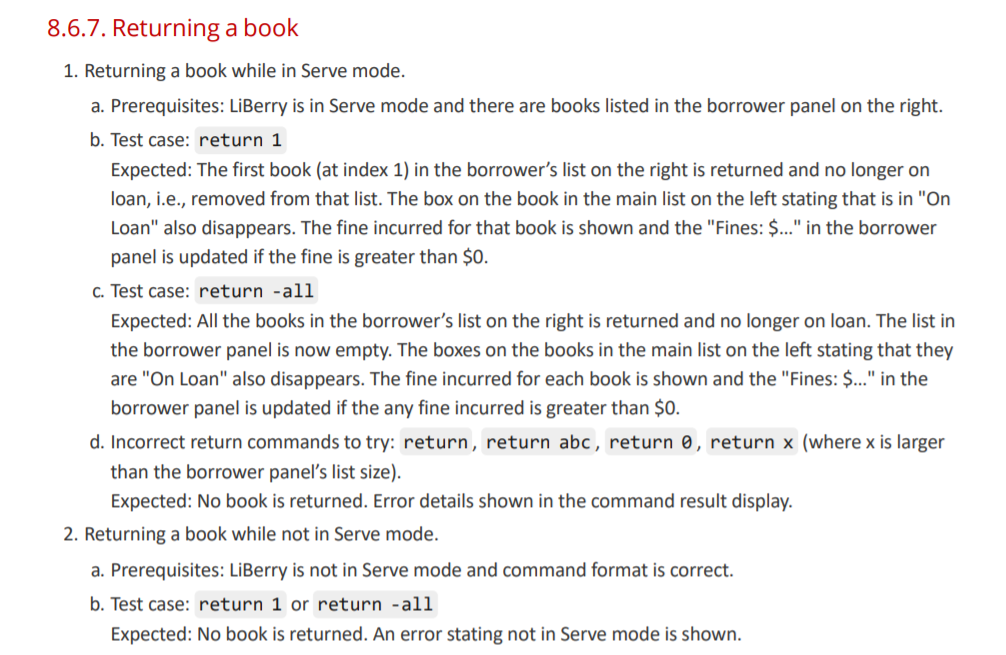 8.6.7. Returning a book
1. Returning a book while in Serve mode.
a. Prerequisites: LiBerry is in Serve mode and there are books listed in the borrower panel on the right.
b. Test case: return 1
Expected: The first book (at index 1) in the borrower’s list on the right is returned and no longer on
loan, i.e., removed from that list. The box on the book in the main list on the left stating that is in "On
Loan" also disappears. The fine incurred for that book is shown and the "Fines: $..." in the borrower
panel is updated if the fine is greater than $0.
c. Test case: return -all
Expected: All the books in the borrower’s list on the right is returned and no longer on loan. The list in
the borrower panel is now empty. The boxes on the books in the main list on the left stating that they
are "On Loan" also disappears. The fine incurred for each book is shown and the "Fines: $..." in the
borrower panel is updated if the any fine incurred is greater than $0.
d. Incorrect return commands to try: return, return abc, return 0, return x (where x is larger
than the borrower panel’s list size).
Expected: No book is returned. Error details shown in the command result display.
2. Returning a book while not in Serve mode.
a. Prerequisites: LiBerry is not in Serve mode and command format is correct.
b. Test case: return 1 or return -all
Expected: No book is returned. An error stating not in Serve mode is shown.